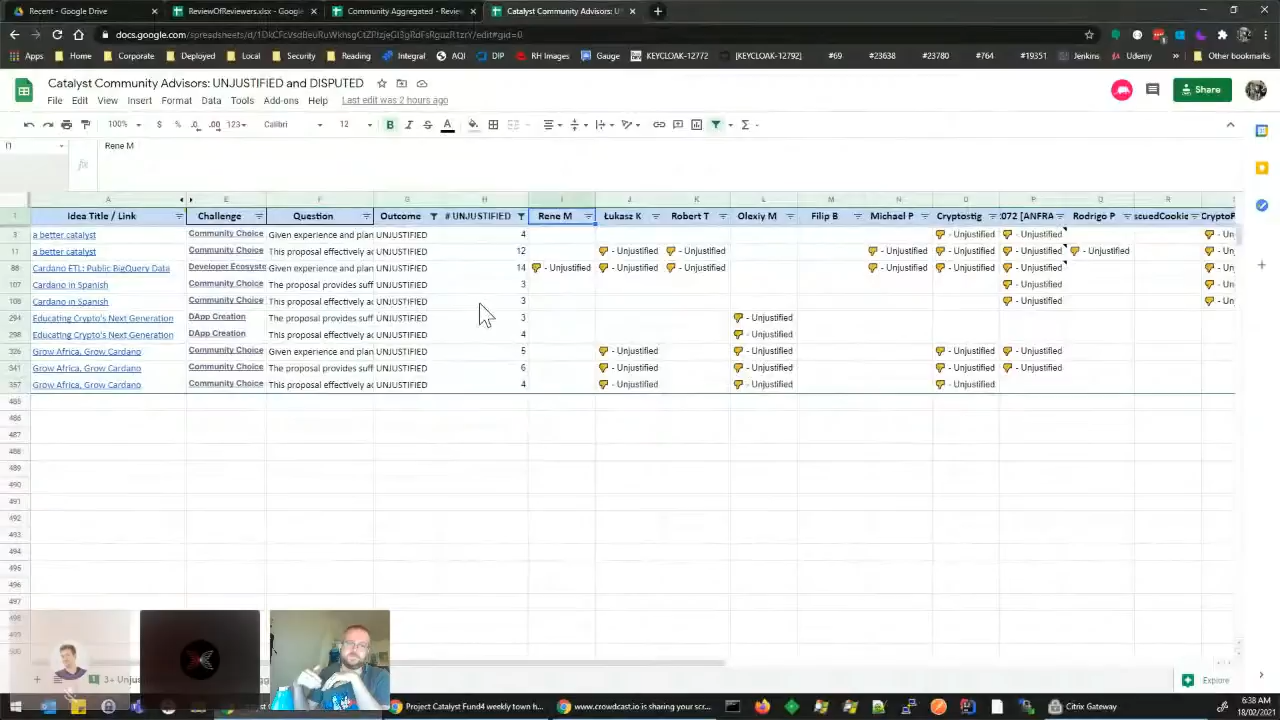 Recent - Google Drive
ReviewOfReviewers.xlsx - Google
Community Aggregated - Review
Catalyst Community Advisors: UN
docs.google.com
Apps Home Corporate Deployed Local Security Reading Integral AQI DIP RH Images Gauge KEYCLOAK-12772 [KEYCLOAK-12792] #69 #23638 #23780 #764 #19351 Jenkins Udemy » Other bookmarks
Catalyst Community Advisors: UNJUSTIFIED and DISPUTED
File Edit View Insert Format Data Tools Add-ons Help Last edit was 2 hours ago
Share
100% $ % .0 .00 123 Calibri 12 B I S A
Rene M
1 Idea Title / Link Challenge Question Outcome # UNJUSTIFIED Rene M Łukasz K Robert T Olexiy M Filip B Michael P Cryptostig :072 [ANFRA Rodrigo P scuedCookie CryptoP
3 a better catalyst Community Choice Given experience and plan UNJUSTIFIED 4 - Unjustified - Unjustified - Un
11 a better catalyst Community Choice This proposal effectively ac UNJUSTIFIED 12 - Unjustified - Unjustified - Unjustified - Unjustified - Unjustified - Unjustified - Un
88 Cardano ETL: Public BigQuery Data Developer Ecosyste Given experience and plan UNJUSTIFIED 14 - Unjustified - Unjustified - Unjustified - Unjustified - Unjustified - Unjustified - Un
107 Cardano in Spanish Community Choice The proposal provides suff UNJUSTIFIED 3 - Unjustified - Un
108 Cardano in Spanish Community Choice This proposal effectively ac UNJUSTIFIED 3 - Unjustified - Un
294 Educating Crypto's Next Generation DApp Creation The proposal provides suff UNJUSTIFIED 3 - Unjustified
298 Educating Crypto's Next Generation DApp Creation This proposal effectively ac UNJUSTIFIED 4 - Unjustified
326 Grow Africa, Grow Cardano Community Choice Given experience and plan UNJUSTIFIED 5 - Unjustified - Unjustified - Unjustified - Unjustified
341 Grow Africa, Grow Cardano Community Choice The proposal provides suff UNJUSTIFIED 6 - Unjustified - Unjustified - Unjustified - Unjustified
357 Grow Africa, Grow Cardano Community Choice This proposal effectively ac UNJUSTIFIED 4 - Unjustified - Unjustified - Unjustified
485
486
487
488
489
490
491
492
493
494
495
496
497
498
499
500
3+ Unjus
Explore
Project Catalyst Fund4 weekly town h...
www.crowdcast.io is sharing your scr...
Citrix Gateway
6:38 AM
18/02/2021